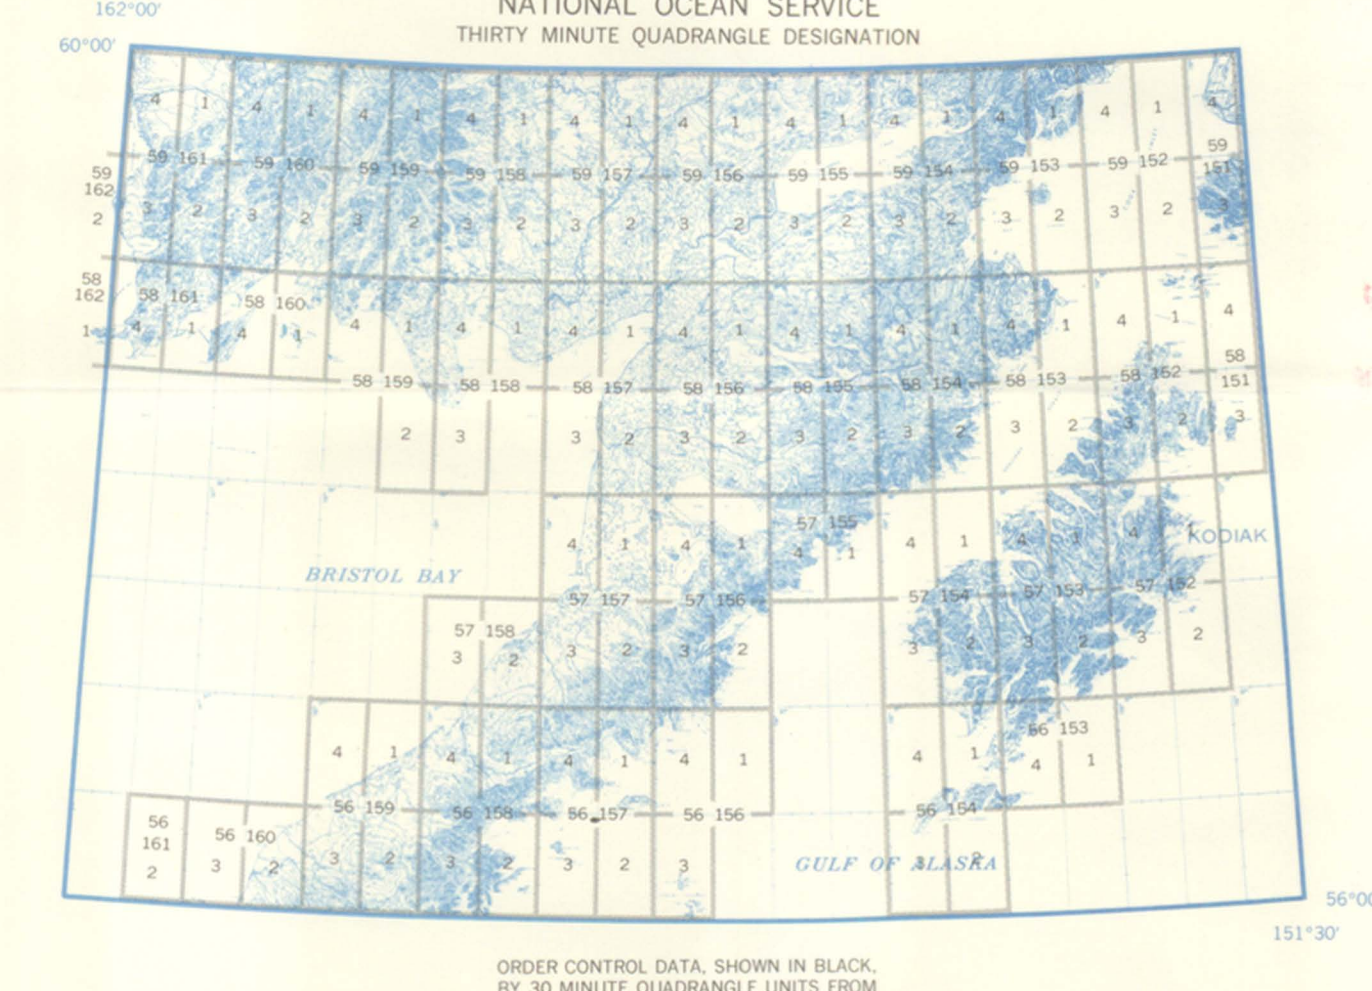 162°00′
NATIONAL OCEAN SERVICE
60°00′
THIRTY MINUTE QUADRANGLE DESIGNATION
4 1 4 1 4 1 4 1 4 1 4 1 4 1 4 1 4 1 4 1 4
59 161 59 160 59 159 59 158 59 157 59 156 59 155 59 154 59 153 59 152 59
151
59
162
2 3 2 3 2 3 2 3 2 3 2 3 2 3 2 3 2 3 2 3 2 3
58
162 58 161 58 160
1 4 1 4 1 4 1 4 1 4 1 4 1 4 1 4 1 4 1 4 1 4
58 159 58 158 58 157 58 156 58 155 58 154 58 153 58 152 58
151
2 3 3 2 3 2 3 2 3 2 3 2 3 2 3
57 155
4 1 4 1 4 1 4 1 4 1 4 1
KODIAK
BRISTOL BAY
57 157 57 156 57 154 57 153 57 152
57 158
3 2 3 2 3 2 3 2 3 2 3 2
56 153
4 1 4 1 4 1 4 1 4 1 4 1
56 159 56 158 56 157 56 156 56 154
56
161
2
56 160
3 2 3 2 3 2 3 2 3 3 2
GULF OF ALASKA
56°00
151°30′
ORDER CONTROL DATA, SHOWN IN BLACK,
BY 30 MINUTE QUADRANGLE UNITS FROM